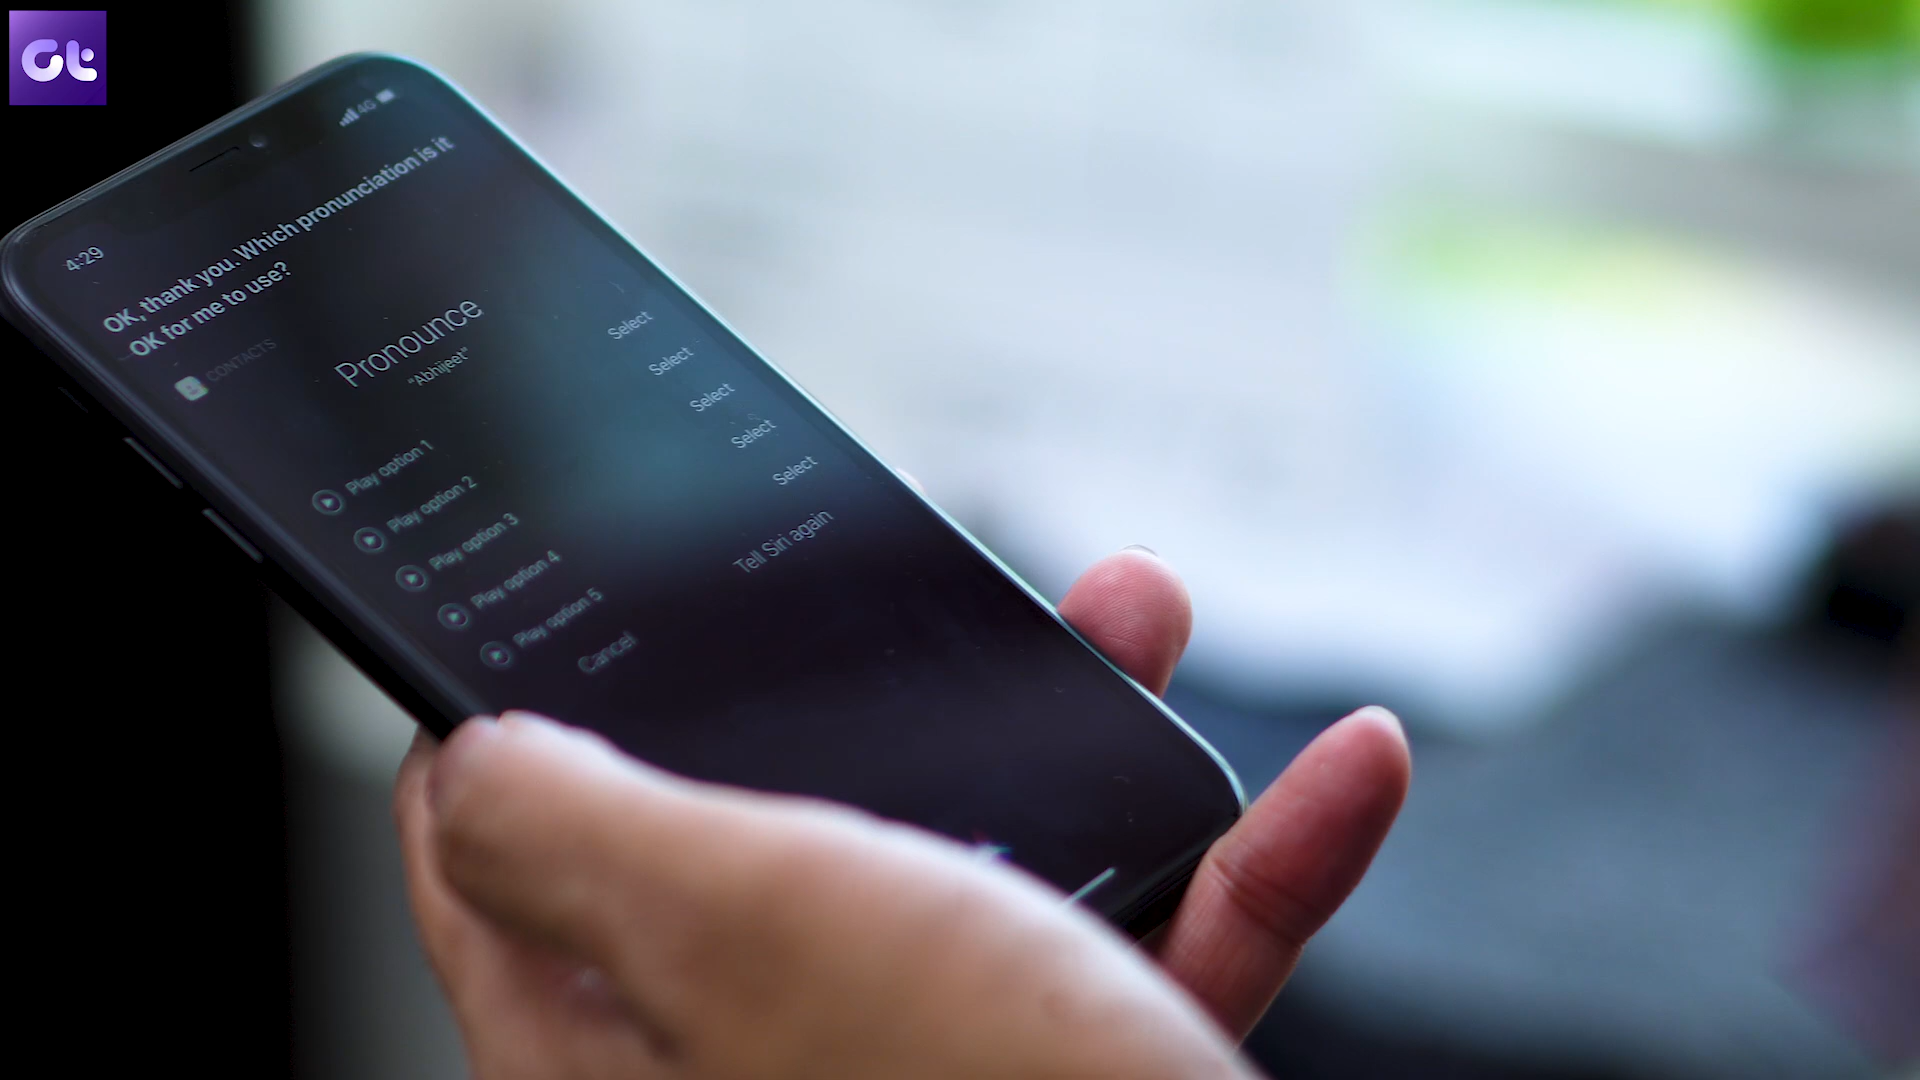 Gt
4G
4:29
OK, thank you. Which pronunciation is it
OK for me to use?
CONTACTS
Pronounce
"Abhijeet"
Play option 1 Select
Play option 2 Select
Play option 3 Select
Play option 4 Select
Play option 5 Select
Cancel Tell Siri again